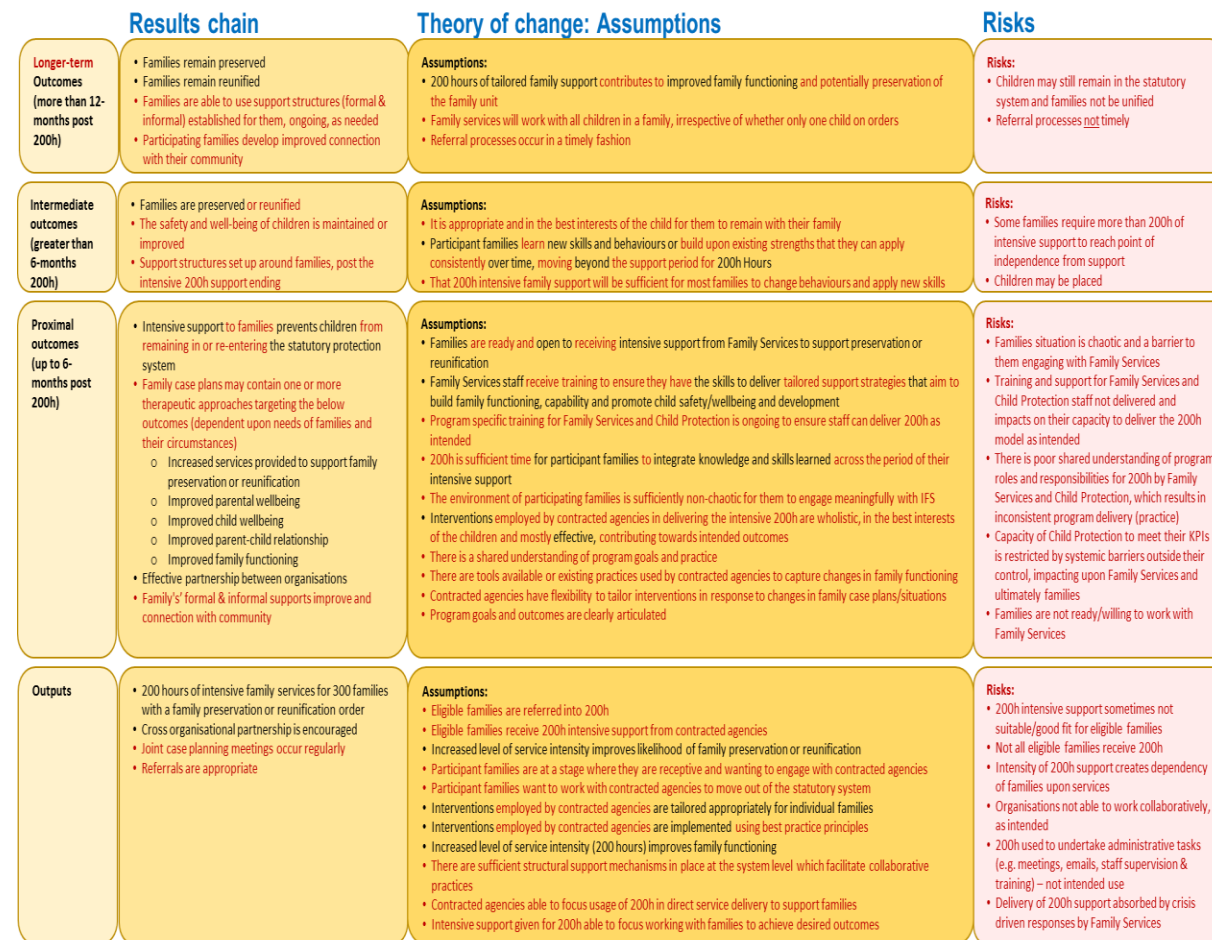 Results chain
Theory of change: Assumptions
Risks
Longer-term
Outcomes
(more than 12-
months post
200h)
• Families remain preserved
• Families remain reunified
• Families are able to use support structures (formal &
informal) established for them, ongoing, as needed
• Participating families develop improved connection
with their community
Assumptions:
• 200 hours of tailored family support contributes to improved family functioning and potentially preservation of
the family unit
• Family services will work with all children in a family, irrespective of whether only one child on orders
• Referral processes occur in a timely fashion
Risks:
• Children may still remain in the statutory
system and families not be unified
• Referral processes not timely
Intermediate
outcomes
(greater than
6-months
200h)
• Families are preserved or reunified
• The safety and well-being of children is maintained or
improved
• Support structures set up around families, post the
intensive 200h support ending
Assumptions:
• It is appropriate and in the best interests of the child for them to remain with their family
• Participant families learn new skills and behaviours or build upon existing strengths that they can apply
consistently over time, moving beyond the support period for 200h Hours
• That 200h intensive family support will be sufficient for most families to change behaviours and apply new skills
Risks:
• Some families require more than 200h of
intensive support to reach point of
independence from support
• Children may be placed
Proximal
outcomes
(up to 6-
months post
200h)
• Intensive support to families prevents children from
remaining in or re-entering the statutory protection
system
• Family case plans may contain one or more
therapeutic approaches targeting the below
outcomes (dependent upon needs of families and
their circumstances)
o Increased services provided to support family
preservation or reunification
o Improved parental wellbeing
o Improved child wellbeing
o Improved parent-child relationship
o Improved family functioning
• Effective partnership between organisations
• Family's' formal & informal supports improve and
connection with community
Assumptions:
• Families are ready and open to receiving intensive support from Family Services to support preservation or
reunification
• Family Services staff receive training to ensure they have the skills to deliver tailored support strategies that aim to
build family functioning, capability and promote child safety/wellbeing and development
• Program specific training for Family Services and Child Protection is ongoing to ensure staff can deliver 200h as
intended
• 200h is sufficient time for participant families to integrate knowledge and skills learned across the period of their
intensive support
• The environment of participating families is sufficiently non-chaotic for them to engage meaningfully with IFS
• Interventions employed by contracted agencies in delivering the intensive 200h are wholistic, in the best interests
of the children and mostly effective, contributing towards intended outcomes
• There is a shared understanding of program goals and practice
• There are tools available or existing practices used by contracted agencies to capture changes in family functioning
• Contracted agencies have flexibility to tailor interventions in response to changes in family case plans/situations
• Program goals and outcomes are clearly articulated
Risks:
• Families situation is chaotic and a barrier to
them engaging with Family Services
• Training and support for Family Services and
Child Protection staff not delivered and
impacts on their capacity to deliver the 200h
model as intended
• There is poor shared understanding of program
roles and responsibilities for 200h by Family
Services and Child Protection, which results in
inconsistent program delivery (practice)
• Capacity of Child Protection to meet their KPIs
is restricted by systemic barriers outside their
control, impacting upon Family Services and
ultimately families
• Families are not ready/willing to work with
Family Services
Outputs
• 200 hours of intensive family services for 300 families
with a family preservation or reunification order
• Cross organisational partnership is encouraged
• Joint case planning meetings occur regularly
• Referrals are appropriate
Assumptions:
• Eligible families are referred into 200h
• Eligible families receive 200h intensive support from contracted agencies
• Increased level of service intensity improves likelihood of family preservation or reunification
• Participant families are at a stage where they are receptive and wanting to engage with contracted agencies
• Participant families want to work with contracted agencies to move out of the statutory system
• Interventions employed by contracted agencies are tailored appropriately for individual families
• Interventions employed by contracted agencies are implemented using best practice principles
• Increased level of service intensity (200 hours) improves family functioning
• There are sufficient structural support mechanisms in place at the system level which facilitate collaborative
practices
• Contracted agencies able to focus usage of 200h in direct service delivery to support families
• Intensive support given for 200h able to focus working with families to achieve desired outcomes
Risks:
• 200h intensive support sometimes not
suitable/good fit for eligible families
• Not all eligible families receive 200h
• Intensity of 200h support creates dependency
of families upon services
• Organisations not able to work collaboratively,
as intended
• 200h used to undertake administrative tasks
(e.g. meetings, emails, staff supervision &
training) – not intended use
• Delivery of 200h support absorbed by crisis
driven responses by Family Services